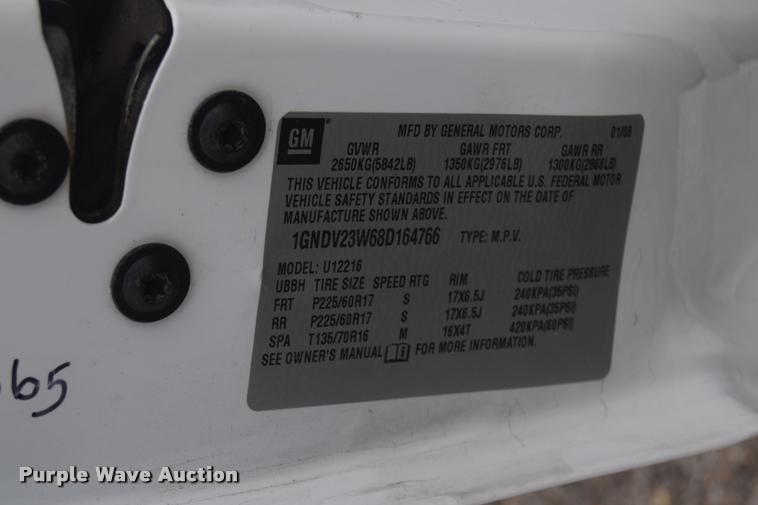 GM
MFD BY GENERAL MOTORS CORP. 01/08
GVWR GAWR FRT GAWR RR
2650KG(5842LB) 1350KG(2976LB) 1300KG(2866LB)
THIS VEHICLE CONFORMS TO ALL APPLICABLE U.S. FEDERAL MOTOR
VEHICLE SAFETY STANDARDS IN EFFECT ON THE DATE OF
MANUFACTURE SHOWN ABOVE.
1GNDV23W68D164766 TYPE: M.P.V.
MODEL: U12216
UBBH TIRE SIZE SPEED RTG RIM COLD TIRE PRESSURE
FRT P225/60R17 S 17X6.5J 240KPA(35PSI)
RR P225/60R17 S 17X6.5J 240KPA(35PSI)
SPA T135/70R16 M 16X4T 420KPA(60PSI)
SEE OWNER'S MANUAL FOR MORE INFORMATION.
65
Purple Wave Auction